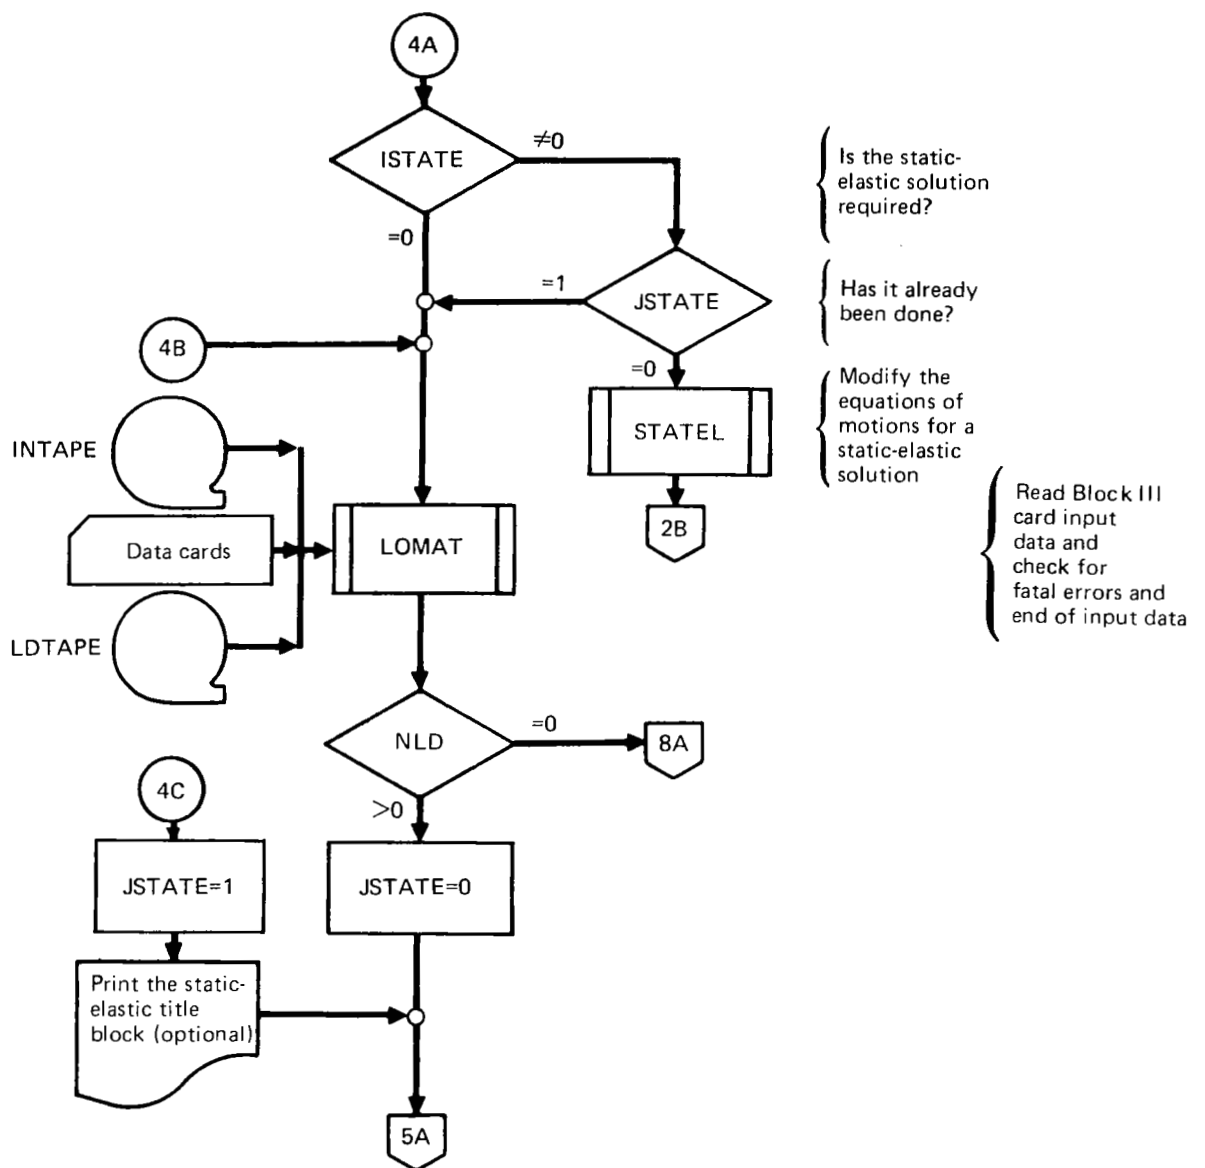 4A
ISTATE
≠0
Is the static-
elastic solution
required?
=0
=1
JSTATE
Has it already
been done?
4B
=0
Modify the
equations of
motions for a
static-elastic
solution
STATEL
INTAPE
2B
Read Block III
card input
data and
check for
fatal errors and
end of input data
Data cards
LOMAT
LDTAPE
NLD
=0
8A
4C
>0
JSTATE=1
JSTATE=0
Print the static-
elastic title
block (optional)
5A